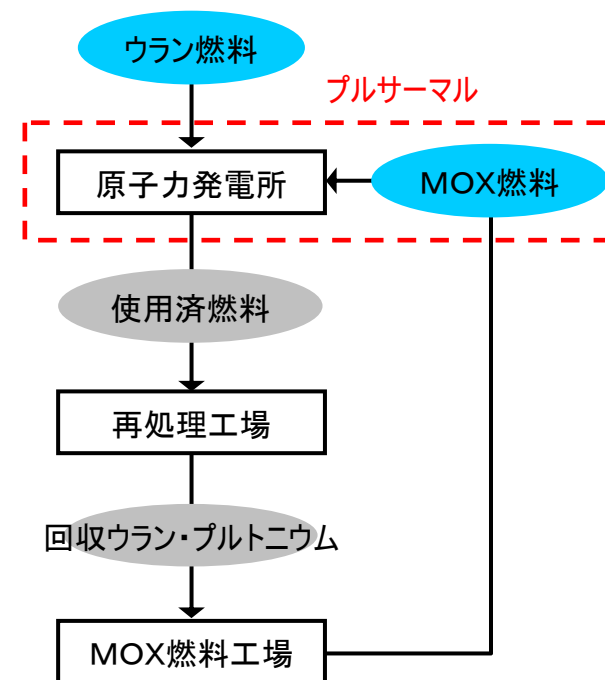 ウラン燃料
プルサーマル
原子力発電所
MOX燃料
使用済燃料
再処理工場
回収ウラン・プルトニウム
MOX燃料工場